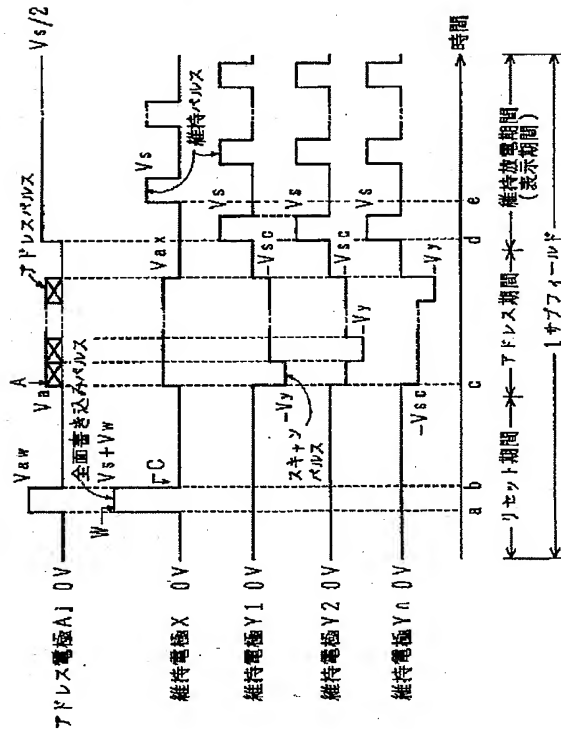 アドレス電極Aj 0V
Vaw
Va
A
アドレスパルス
Vs/2
維持電極X 0V
W
全面書き込みパルス
Vs+Vw
C
Vax
Vs
維持パルス
維持電極Y1 0V
-Vy
スキャンパルス
-Vsc
Vs
維持電極Y2 0V
-Vy
-Vsc
Vs
維持電極Yn 0V
-Vsc
-Vy
Vs
a
b
c
d
e
時間
リセット期間
アドレス期間
維持放電期間
(表示期間)
1サブフィールド